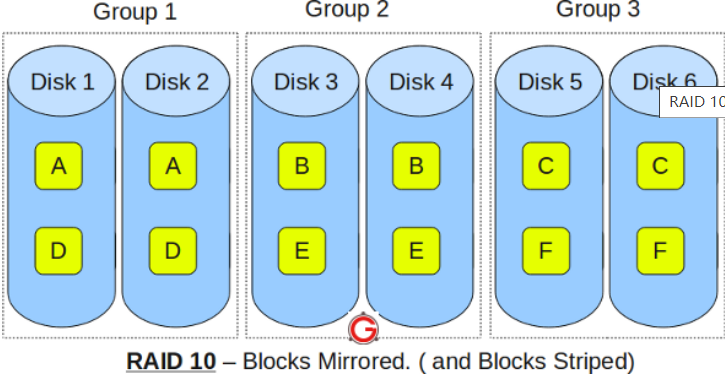 Group 1 Group 2 Group 3
Disk 1 Disk 2 Disk 3 Disk 4 Disk 5 Disk 6
RAID 10
A A B B C C
D D E E F F
G
RAID 10 – Blocks Mirrored. ( and Blocks Striped)